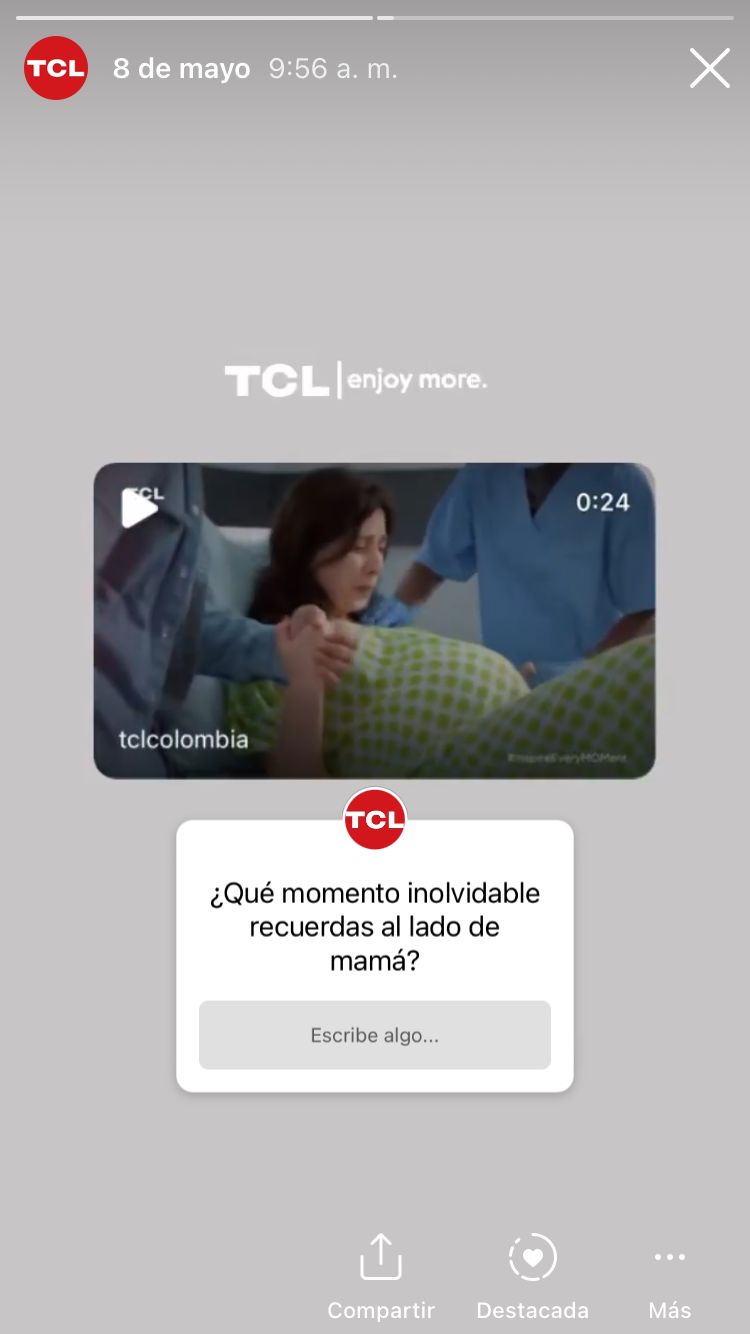 TCL 8 de mayo 9:56 a. m.
TCL | enjoy more.
TCL
0:24
tclcolombia
#InspireEveryMOMent
TCL
¿Qué momento inolvidable
recuerdas al lado de
mamá?
Escribe algo...
Compartir Destacada Más